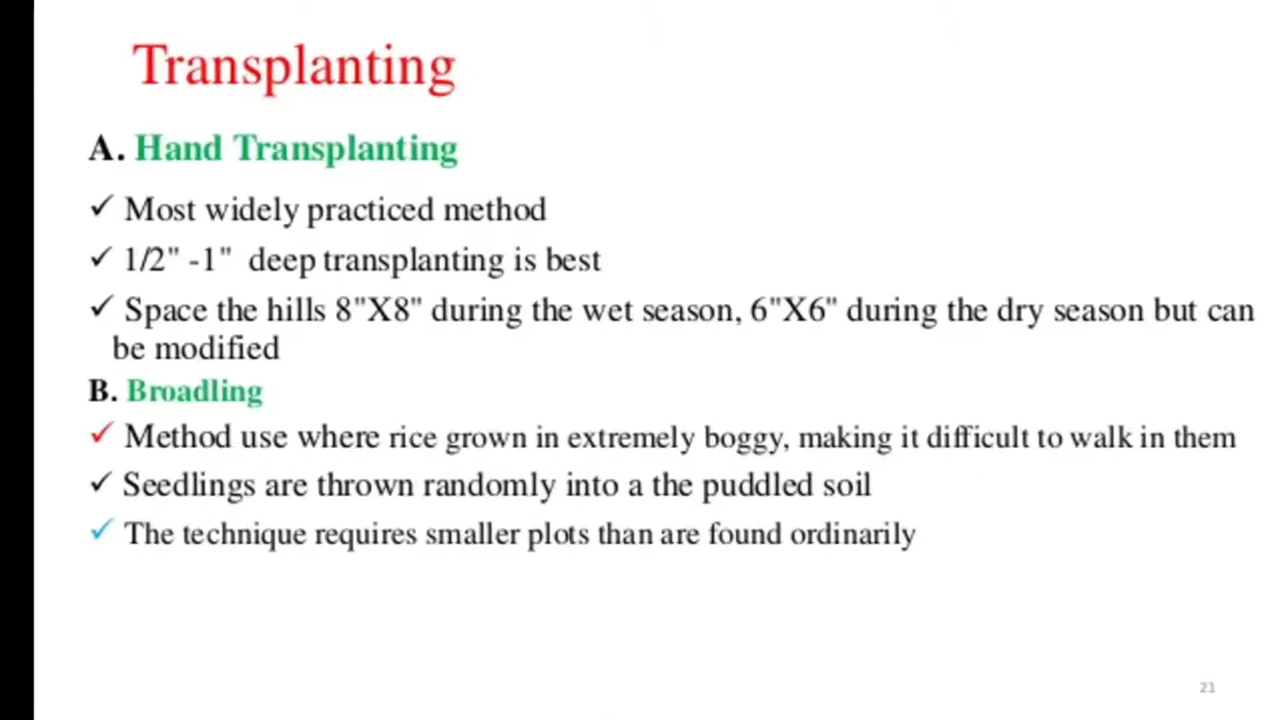 Transplanting
A. Hand Transplanting
✓ Most widely practiced method
✓ 1/2" -1" deep transplanting is best
✓ Space the hills 8"X8" during the wet season, 6"X6" during the dry season but can
be modified
B. Broadling
✓ Method use where rice grown in extremely boggy, making it difficult to walk in them
✓ Seedlings are thrown randomly into a the puddled soil
✓ The technique requires smaller plots than are found ordinarily
21